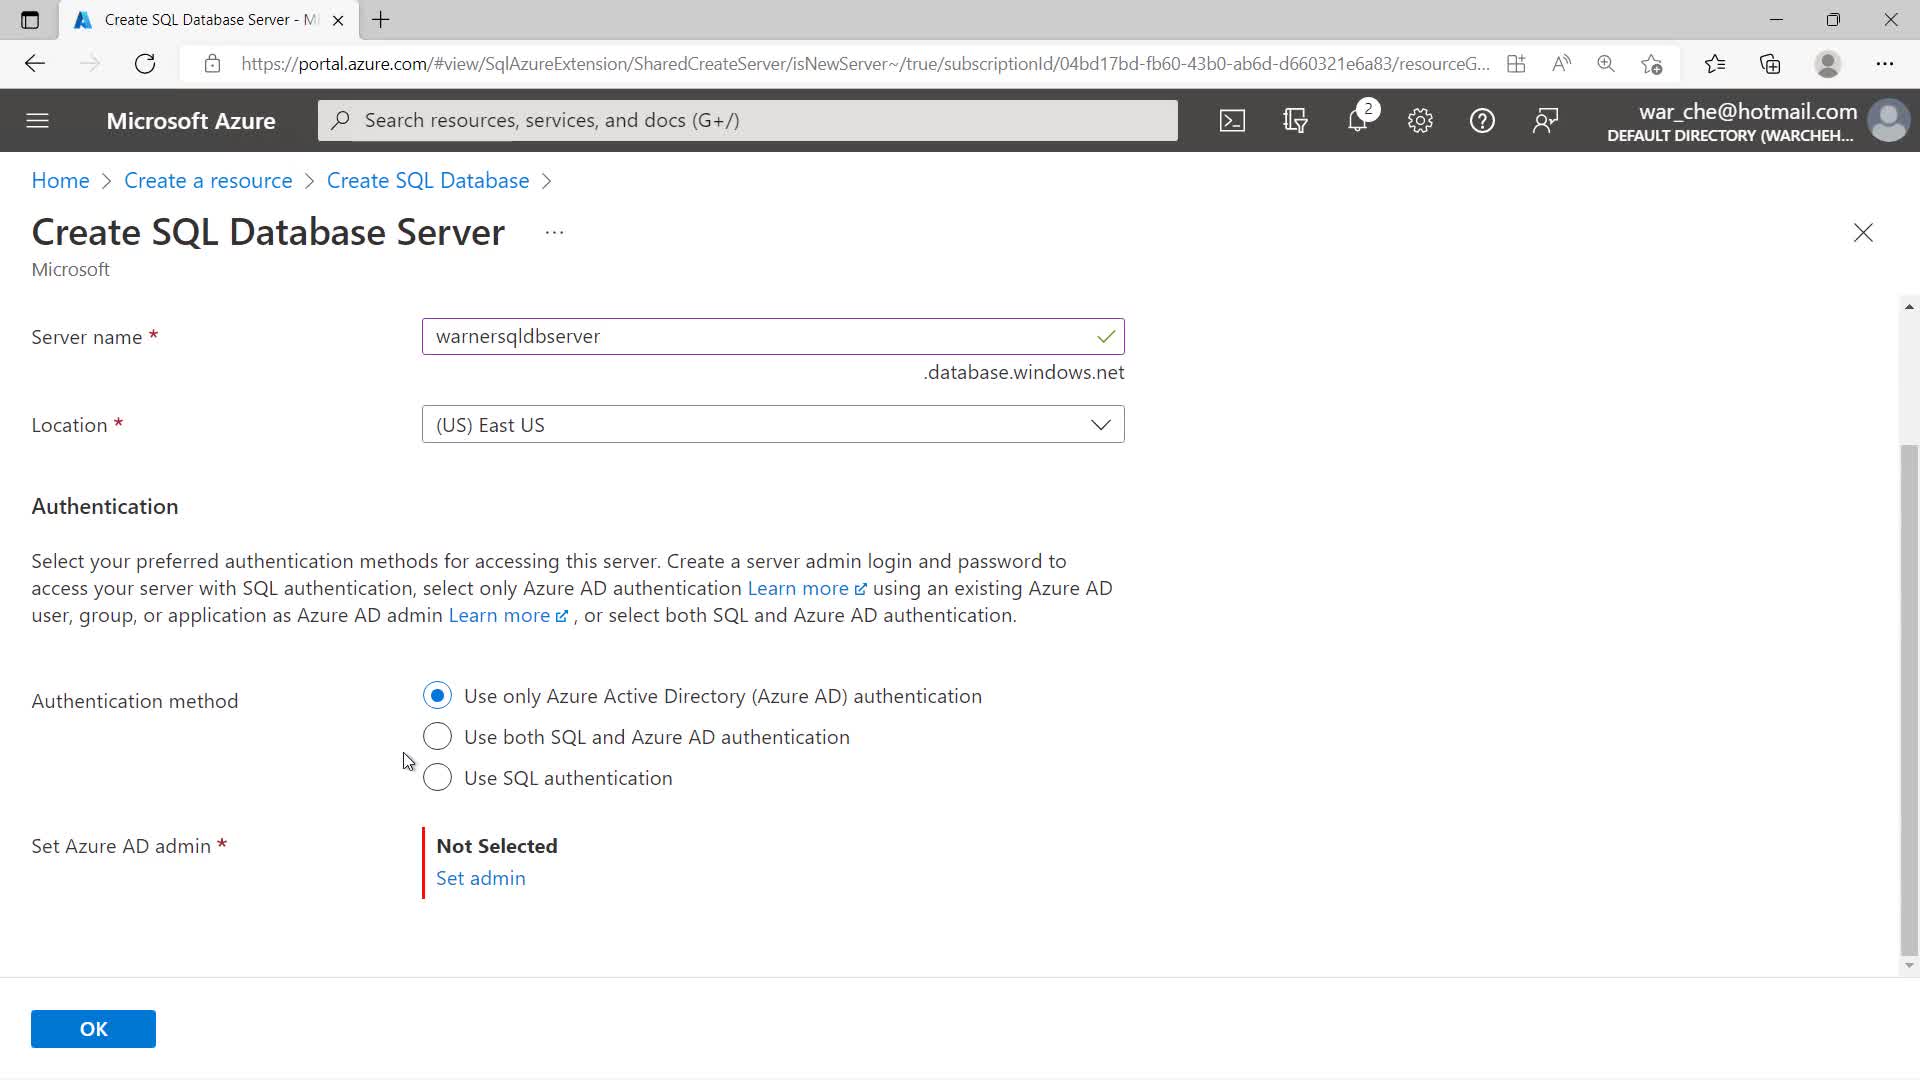 Create SQL Database Server - M
https://portal.azure.com/#view/SqlAzureExtension/SharedCreateServer/isNewServer~/true/subscriptionId/04bd17bd-fb60-43b0-ab6d-d660321e6a83/resourceG...
Microsoft Azure
Search resources, services, and docs (G+/)
2
war_che@hotmail.com
DEFAULT DIRECTORY (WARCHEH...
Home > Create a resource > Create SQL Database >
Create SQL Database Server ...
Microsoft
Server name *
warnersqldbserver
.database.windows.net
Location *
(US) East US
Authentication
Select your preferred authentication methods for accessing this server. Create a server admin login and password to
access your server with SQL authentication, select only Azure AD authentication Learn more using an existing Azure AD
user, group, or application as Azure AD admin Learn more , or select both SQL and Azure AD authentication.
Authentication method
Use only Azure Active Directory (Azure AD) authentication
Use both SQL and Azure AD authentication
Use SQL authentication
Set Azure AD admin *
Not Selected
Set admin
OK